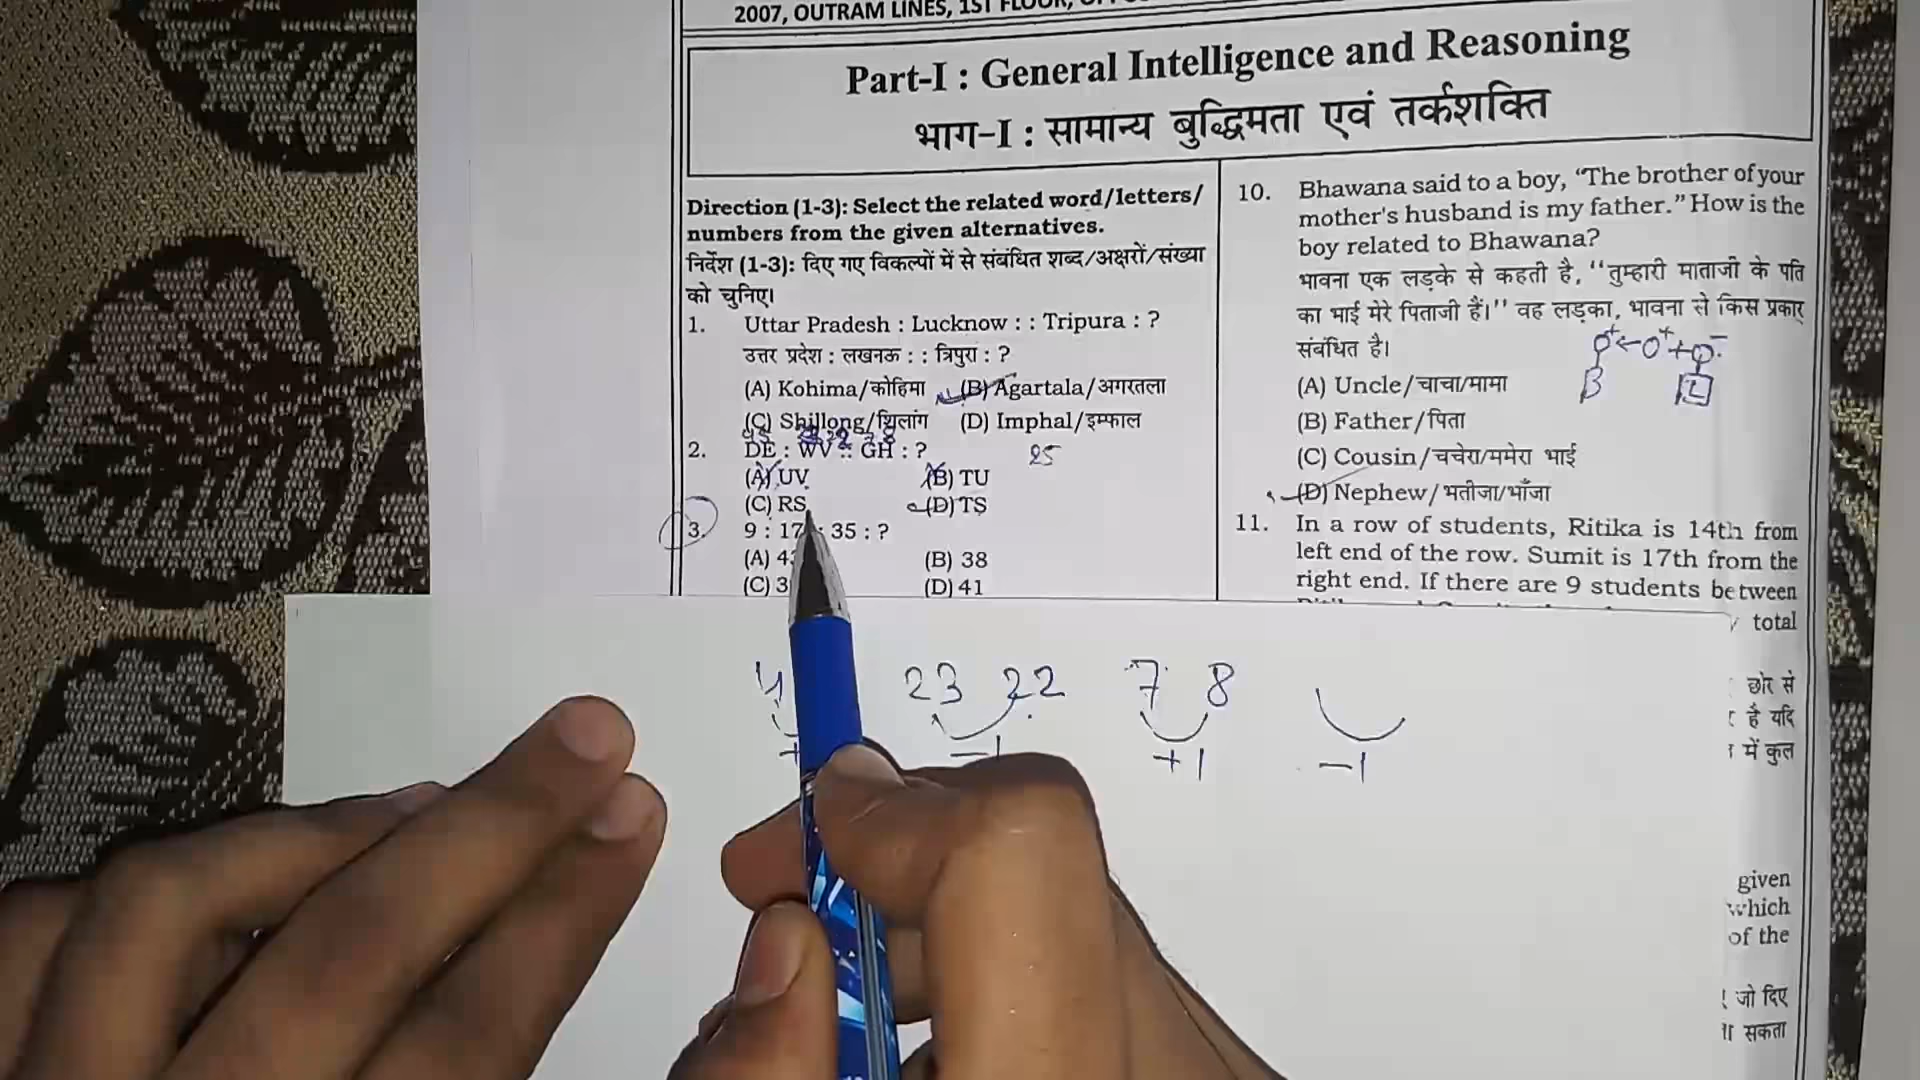 2007, OUTRAM LINES, 1ST FLOOR,
Part-I : General Intelligence and Reasoning
भाग-I : सामान्य बुद्धिमता एवं तर्कशक्ति
Direction (1-3): Select the related word/letters/
numbers from the given alternatives.
निर्देश (1-3): दिए गए विकल्पों में से संबंधित शब्द/अक्षरों/संख्या
को चुनिए।
1. Uttar Pradesh : Lucknow : : Tripura : ?
उत्तर प्रदेश : लखनऊ : : त्रिपुरा : ?
(A) Kohima/कोहिमा (B) Agartala/अगरतला
(C) Shillong/शिलांग (D) Imphal/इम्फाल
2. DE : WV :: GH : ? 25
(A) UV (B) TU
(C) RS (D) TS
3. 9 : 17 : 35 : ?
(A) 4 (B) 38
(C) 3 (D) 41
10. Bhawana said to a boy, “The brother of your
mother's husband is my father.” How is the
boy related to Bhawana?
भावना एक लड़के से कहती है, “तुम्हारी माताजी के पति
का भाई मेरे पिताजी हैं।” वह लड़का, भावना से किस प्रकार
संबंधित है।
(A) Uncle/चाचा/मामा
(B) Father/पिता
(C) Cousin/चचेरा/ममेरा भाई
(D) Nephew/भतीजा/भाँजा
11. In a row of students, Ritika is 14th from
left end of the row. Sumit is 17th from the
right end. If there are 9 students between
total
छोर से
है यदि
में कुल
given
which
of the
जो दिए
सकता
4 23 22 7 8
+ -1 +1 -1